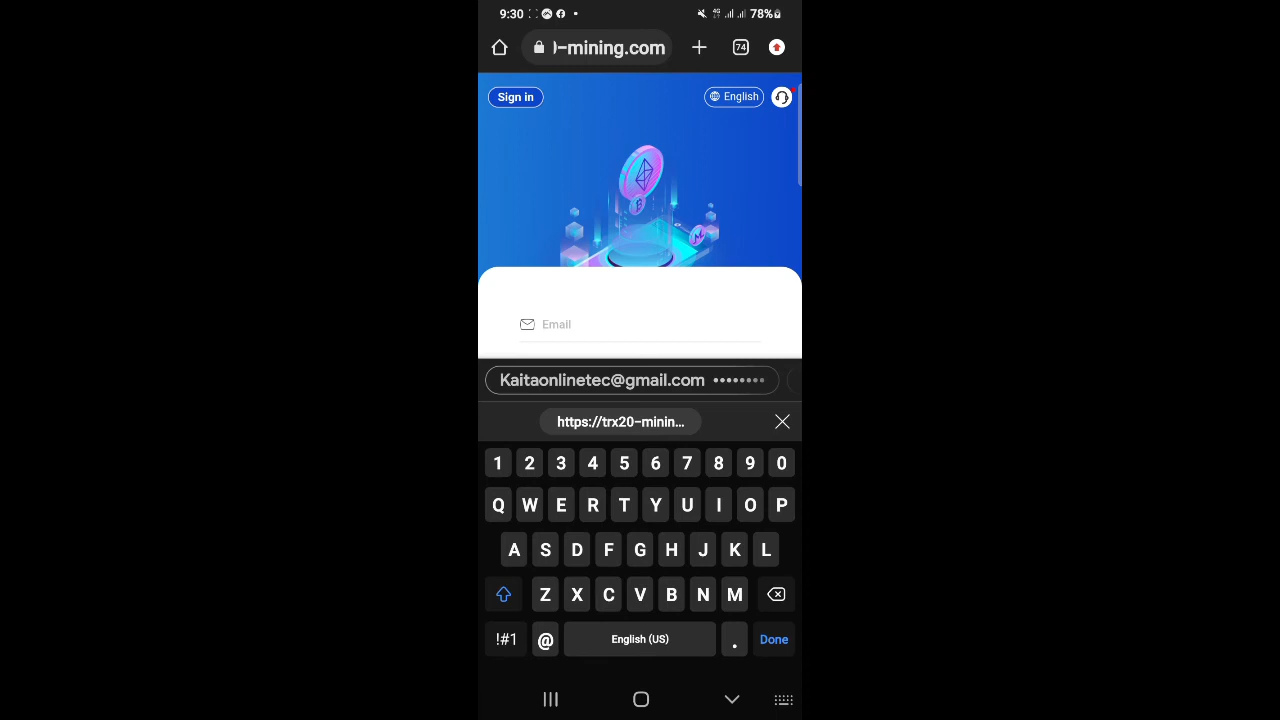 9:30 78%
)-mining.com 74
Sign in English
Email
Kaitaonlinetec@gmail.com ••••••••
https://trx20-minin...
1 2 3 4 5 6 7 8 9 0
Q W E R T Y U I O P
A S D F G H J K L
Z X C V B N M
!#1 @ English (US) . Done